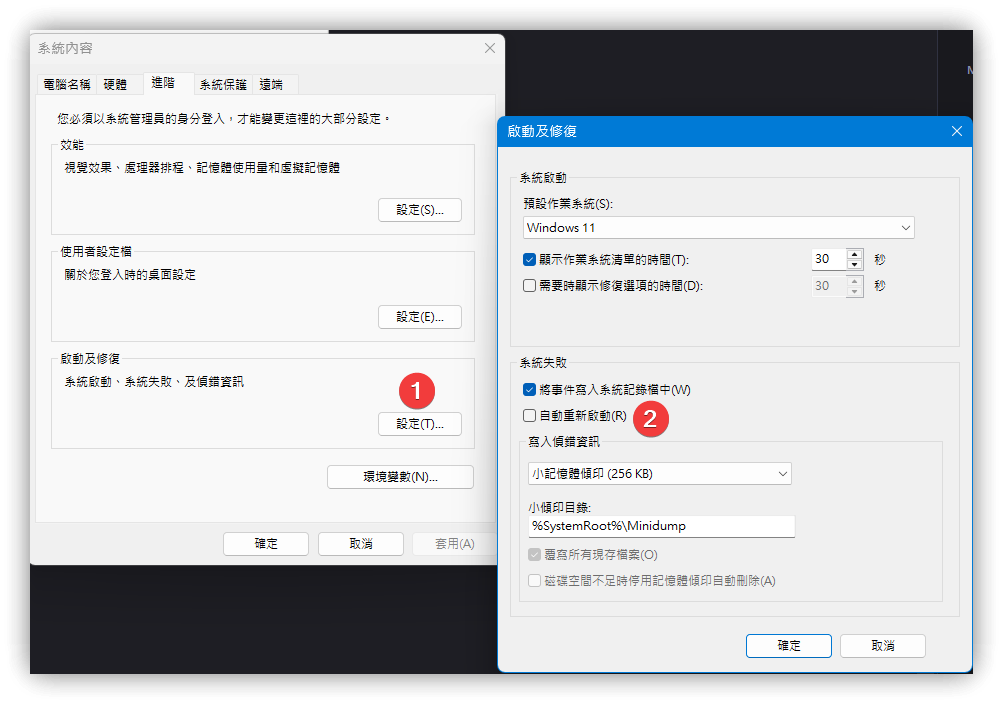 系統內容
電腦名稱 硬體 進階 系統保護 遠端
您必須以系統管理員的身分登入，才能變更這裡的大部分設定。
效能
視覺效果、處理器排程、記憶體使用量和虛擬記憶體
設定(S)...
使用者設定檔
關於您登入時的桌面設定
設定(E)...
啟動及修復
系統啟動、系統失敗、及偵錯資訊
1
設定(T)...
環境變數(N)...
確定 取消 套用(A)
啟動及修復
系統啟動
預設作業系統(S):
Windows 11
顯示作業系統清單的時間(T): 30 秒
需要時顯示修復選項的時間(D): 30 秒
系統失敗
將事件寫入系統記錄檔中(W)
自動重新啟動(R) 2
寫入偵錯資訊
小記憶體傾印 (256 KB)
小傾印目錄:
%SystemRoot%\Minidump
覆寫所有現存檔案(O)
磁碟空間不足時停用記憶體傾印自動刪除(A)
確定 取消